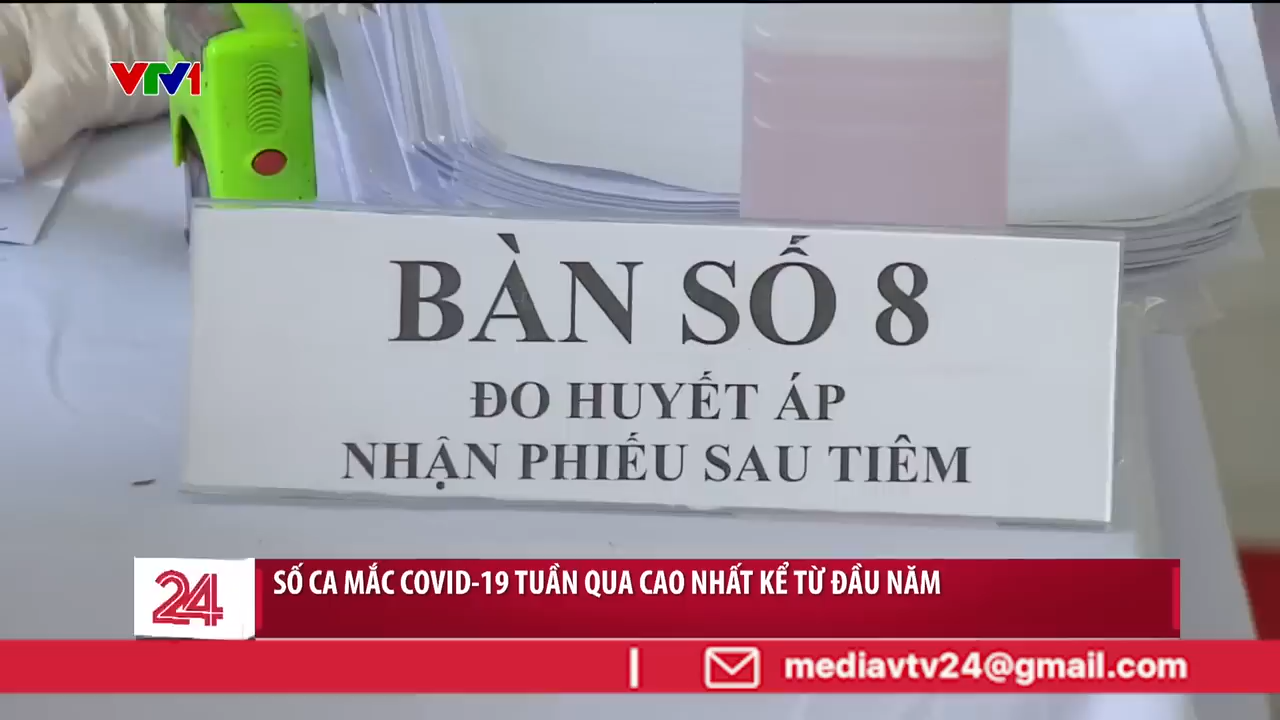 VTV1
BÀN SỐ 8
ĐO HUYẾT ÁP
NHẬN PHIẾU SAU TIÊM
24
SỐ CA MẮC COVID-19 TUẦN QUA CAO NHẤT KỂ TỪ ĐẦU NĂM
mediavtv24@gmail.com